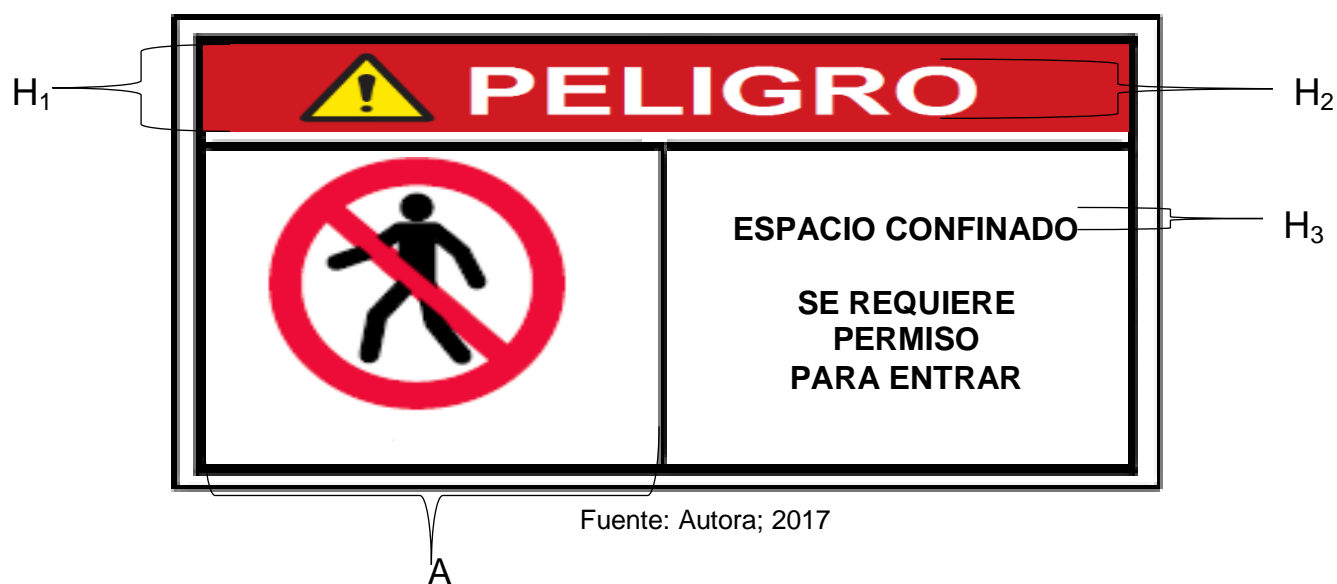 PELIGRO
H₁
H₂
ESPACIO CONFINADO
H₃
SE REQUIERE
PERMISO
PARA ENTRAR
Fuente: Autora; 2017
A